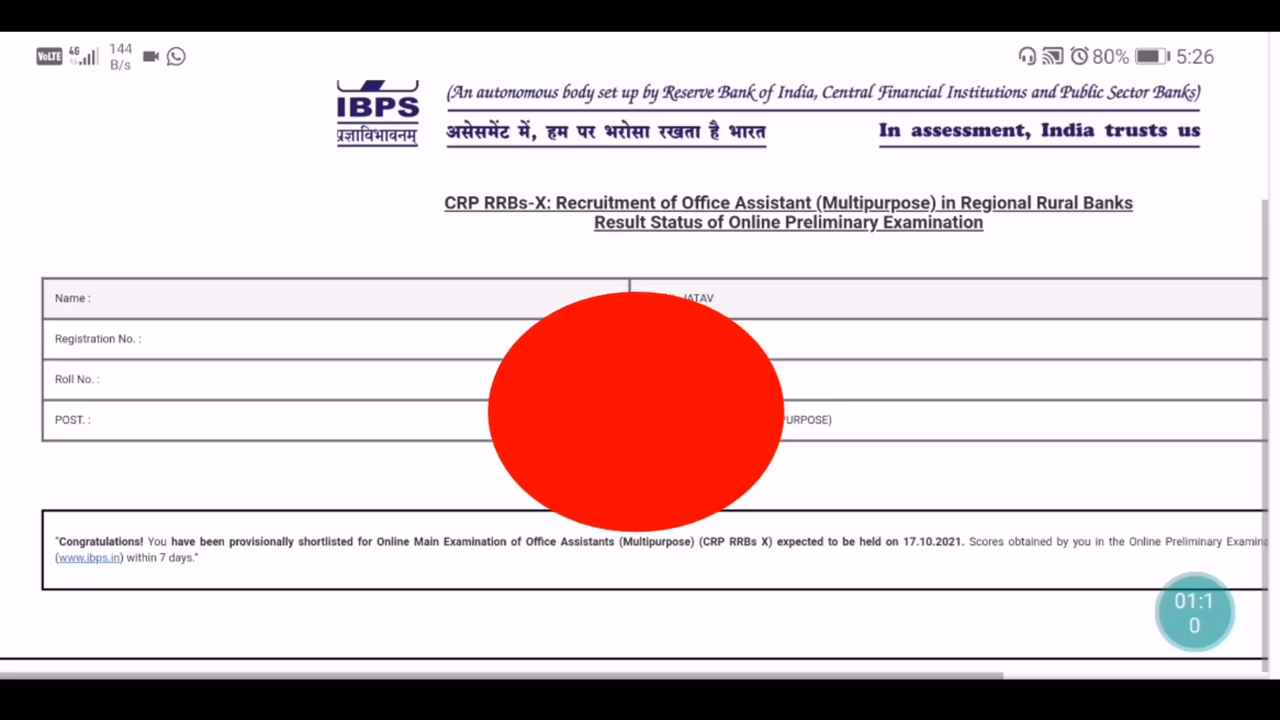 VoLTE 4G 144 B/s 80% 5:26
IBPS
प्रज्ञाविभावनम्
(An autonomous body set up by Reserve Bank of India, Central Financial Institutions and Public Sector Banks)
असेसमेंट में, हम पर भरोसा रखता है भारत In assessment, India trusts us
CRP RRBs-X: Recruitment of Office Assistant (Multipurpose) in Regional Rural Banks
Result Status of Online Preliminary Examination
Name : JATAV
Registration No. :
Roll No. :
POST. : PURPOSE)
"Congratulations! You have been provisionally shortlisted for Online Main Examination of Office Assistants (Multipurpose) (CRP RRBs X) expected to be held on 17.10.2021. Scores obtained by you in the Online Preliminary Examina
(www.ibps.in) within 7 days."
01:1
0